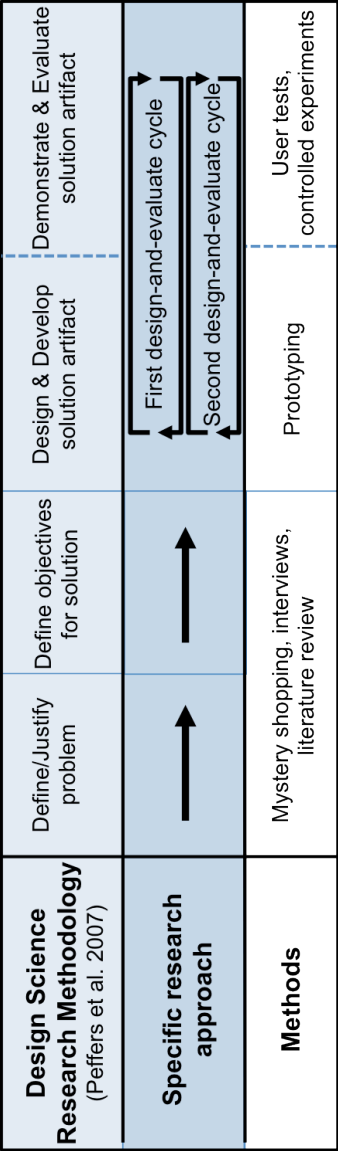 Design Science
Research Methodology
(Peffers et al. 2007)
Define/Justify
problem
Define objectives
for solution
Design & Develop
solution artifact
Demonstrate & Evaluate
solution artifact
Specific research
approach
First design-and-evaluate cycle
Second design-and-evaluate cycle
Methods
Mystery shopping, interviews,
literature review
Prototyping
User tests,
controlled experiments